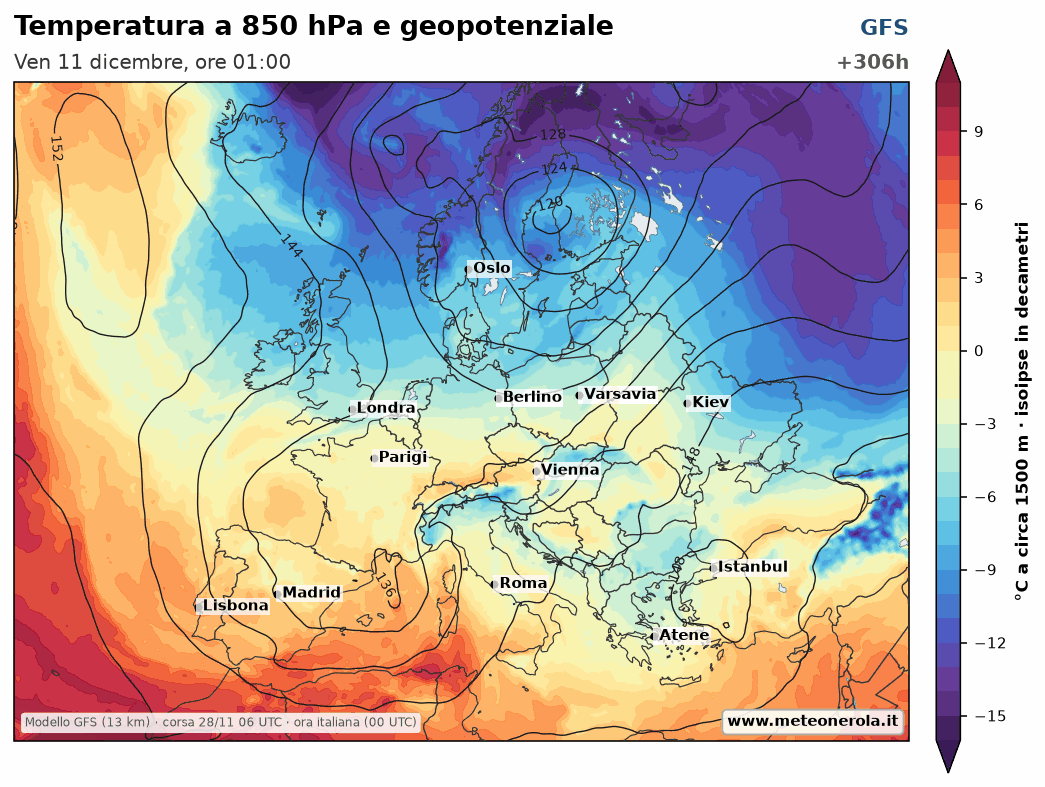 Temperatura a 850 hPa e geopotenziale
GFS
Ven 11 dicembre, ore 01:00
+306h
152
128
124
120
144
Oslo
Berlino
Varsavia
Kiev
Londra
Parigi
Vienna
148
Istanbul
148
Roma
Madrid
136
Lisbona
Atene
Modello GFS (13 km) · corsa 28/11 06 UTC · ora italiana (00 UTC)
www.meteonerola.it
9
6
3
0
−3
−6
−9
−12
−15
°C a circa 1500 m · isoipse in decametri